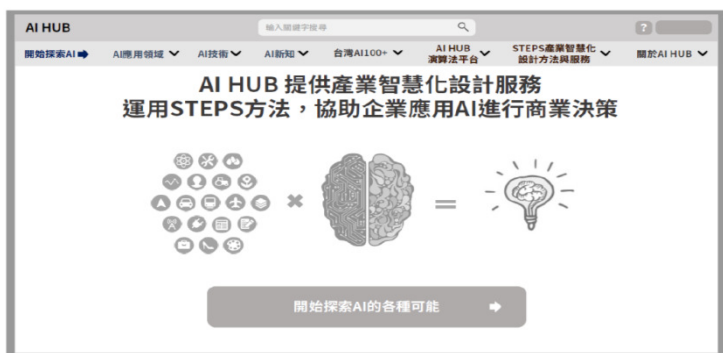 AI HUB
輸入關鍵字搜尋
?
開始探索AI
AI應用領域
AI技術
AI新知
台灣AI100+
AI HUB
演算法平台
STEPS產業智慧化
設計方法與服務
關於AI HUB
AI HUB 提供產業智慧化設計服務
運用STEPS方法，協助企業應用AI進行商業決策
開始探索AI的各種可能